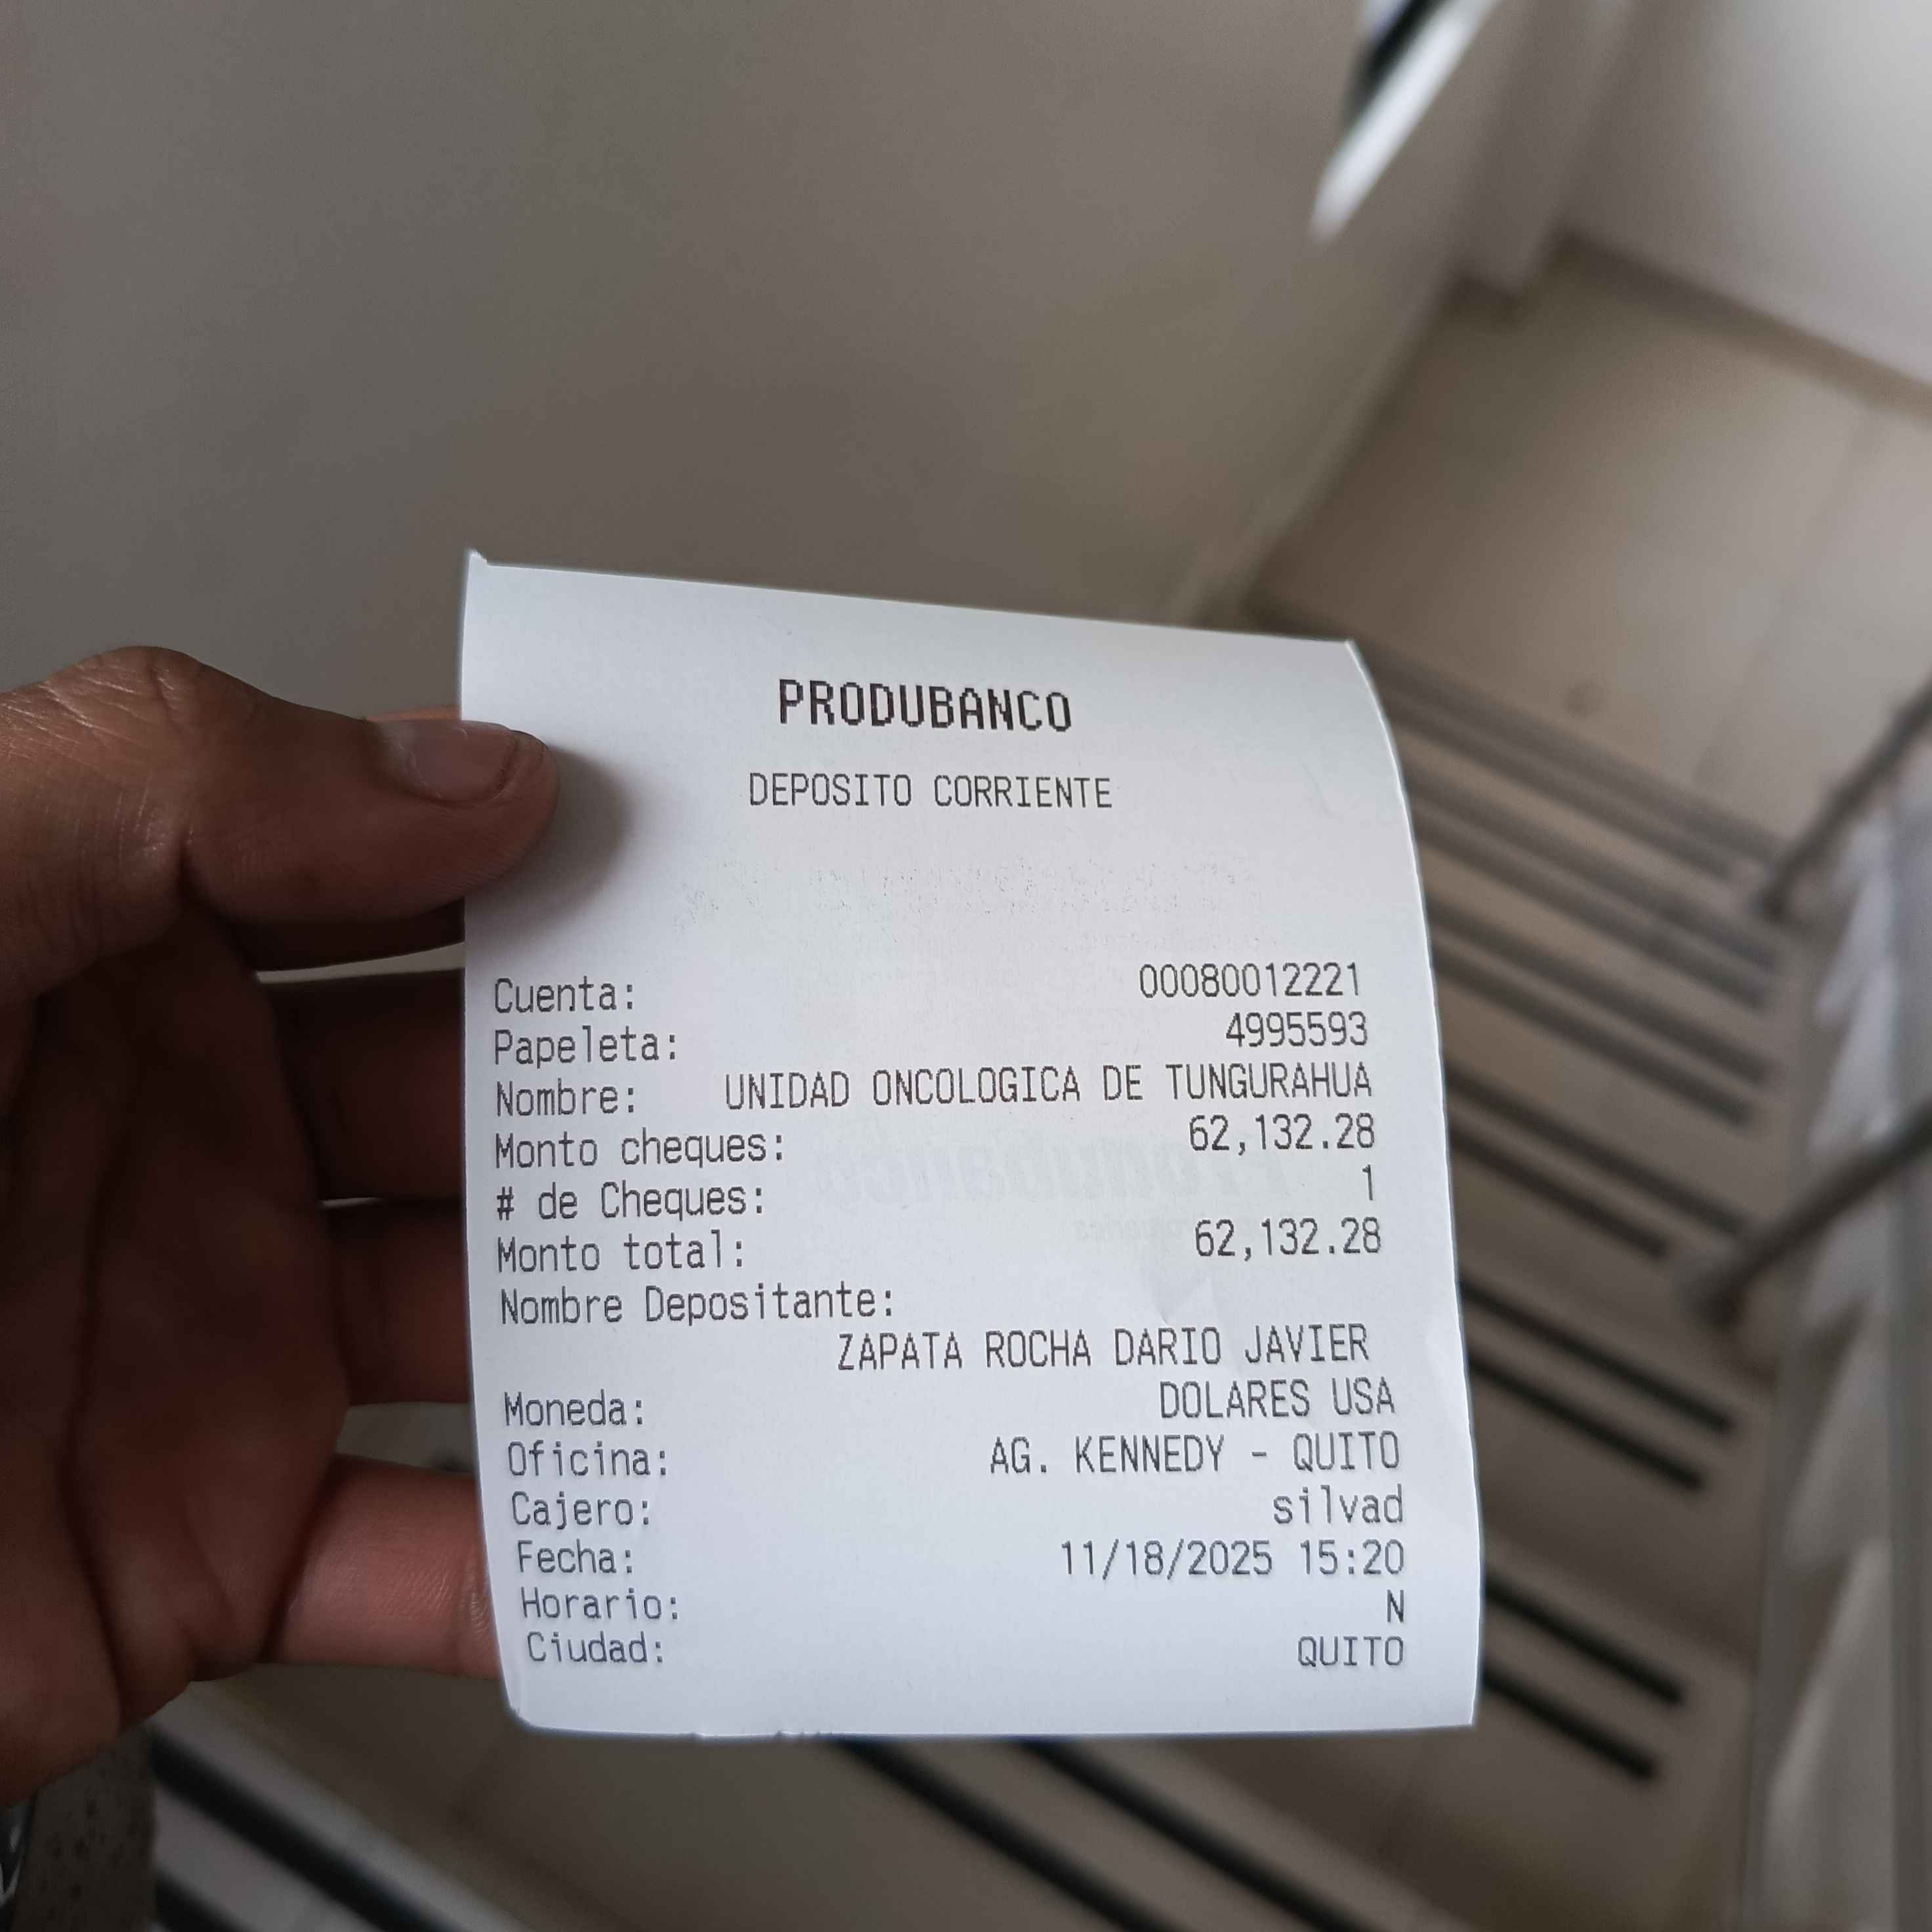 PRODUBANCO
DEPOSITO CORRIENTE
Cuenta: 00080012221
Papeleta: 4995593
Nombre: UNIDAD ONCOLOGICA DE TUNGURAHUA
Monto cheques: 62,132.28
# de Cheques: 1
Monto total: 62,132.28
Nombre Depositante:
ZAPATA ROCHA DARIO JAVIER
Moneda: DOLARES USA
Oficina: AG. KENNEDY - QUITO
Cajero: silvad
Fecha: 11/18/2025 15:20
Horario: N
Ciudad: QUITO